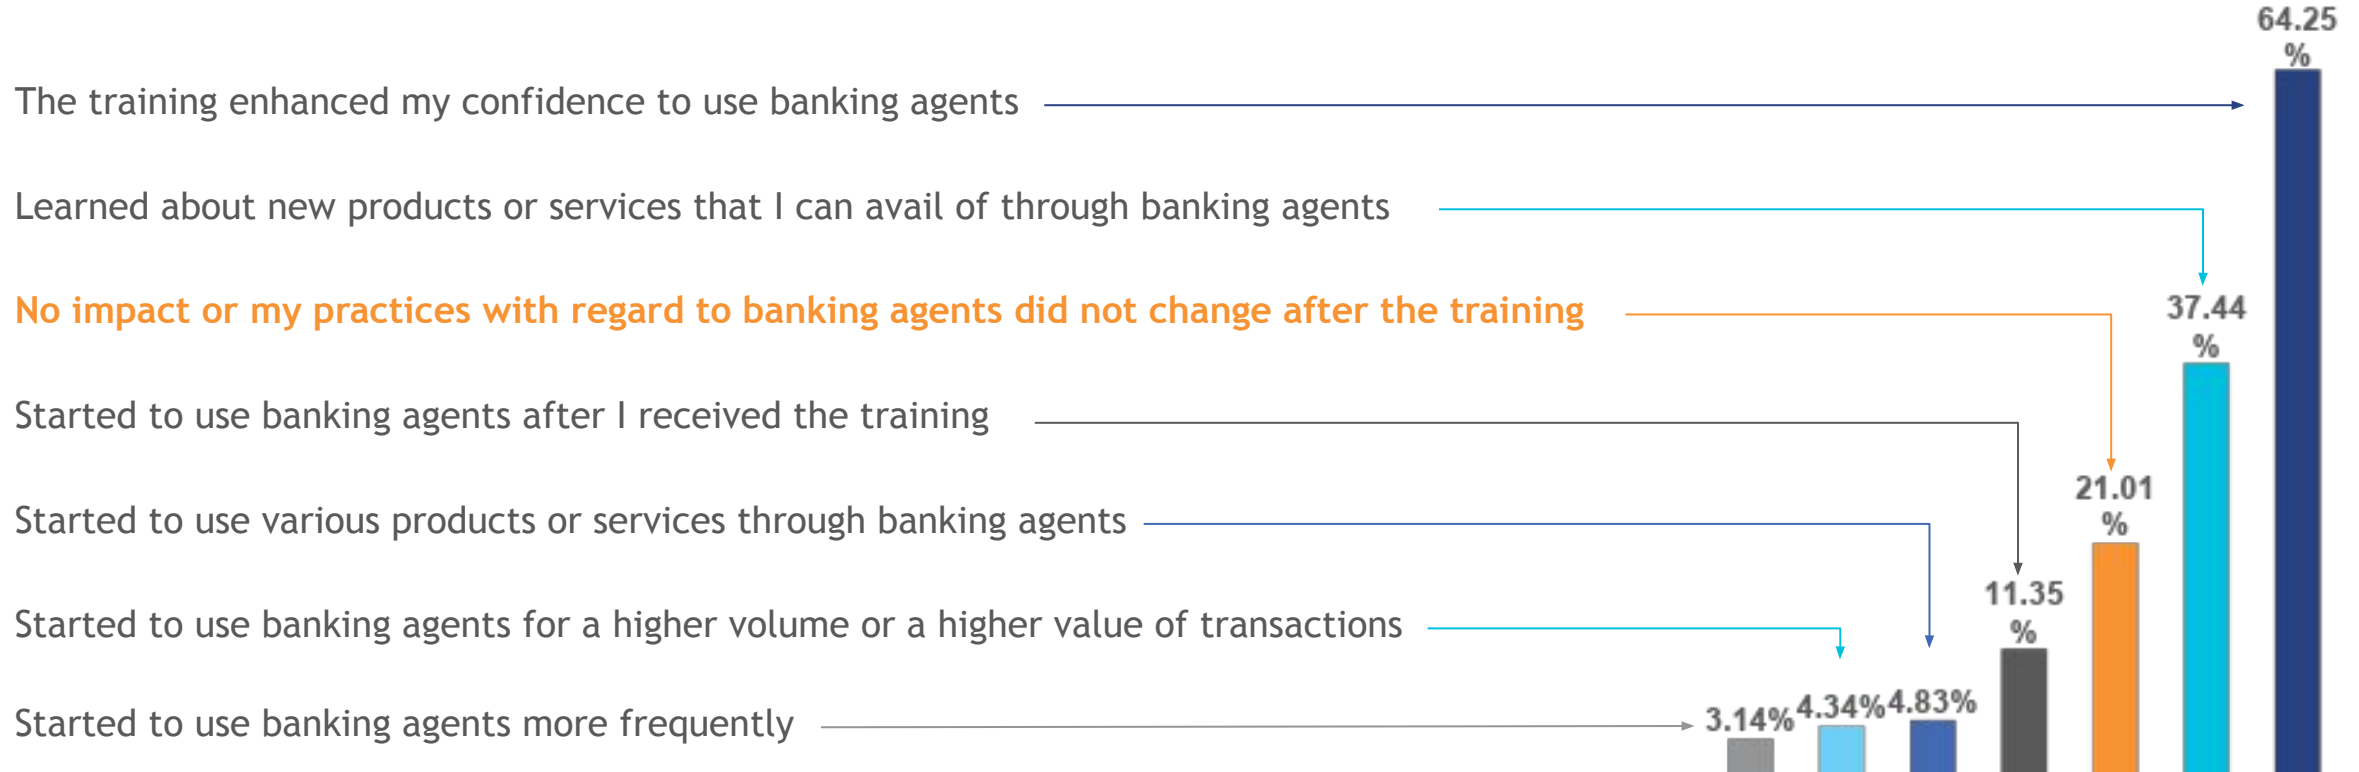 64.25
%
The training enhanced my confidence to use banking agents
Learned about new products or services that I can avail of through banking agents
No impact or my practices with regard to banking agents did not change after the training
37.44
%
Started to use banking agents after I received the training
21.01
%
Started to use various products or services through banking agents
11.35
%
Started to use banking agents for a higher volume or a higher value of transactions
3.14% 4.34% 4.83%
Started to use banking agents more frequently